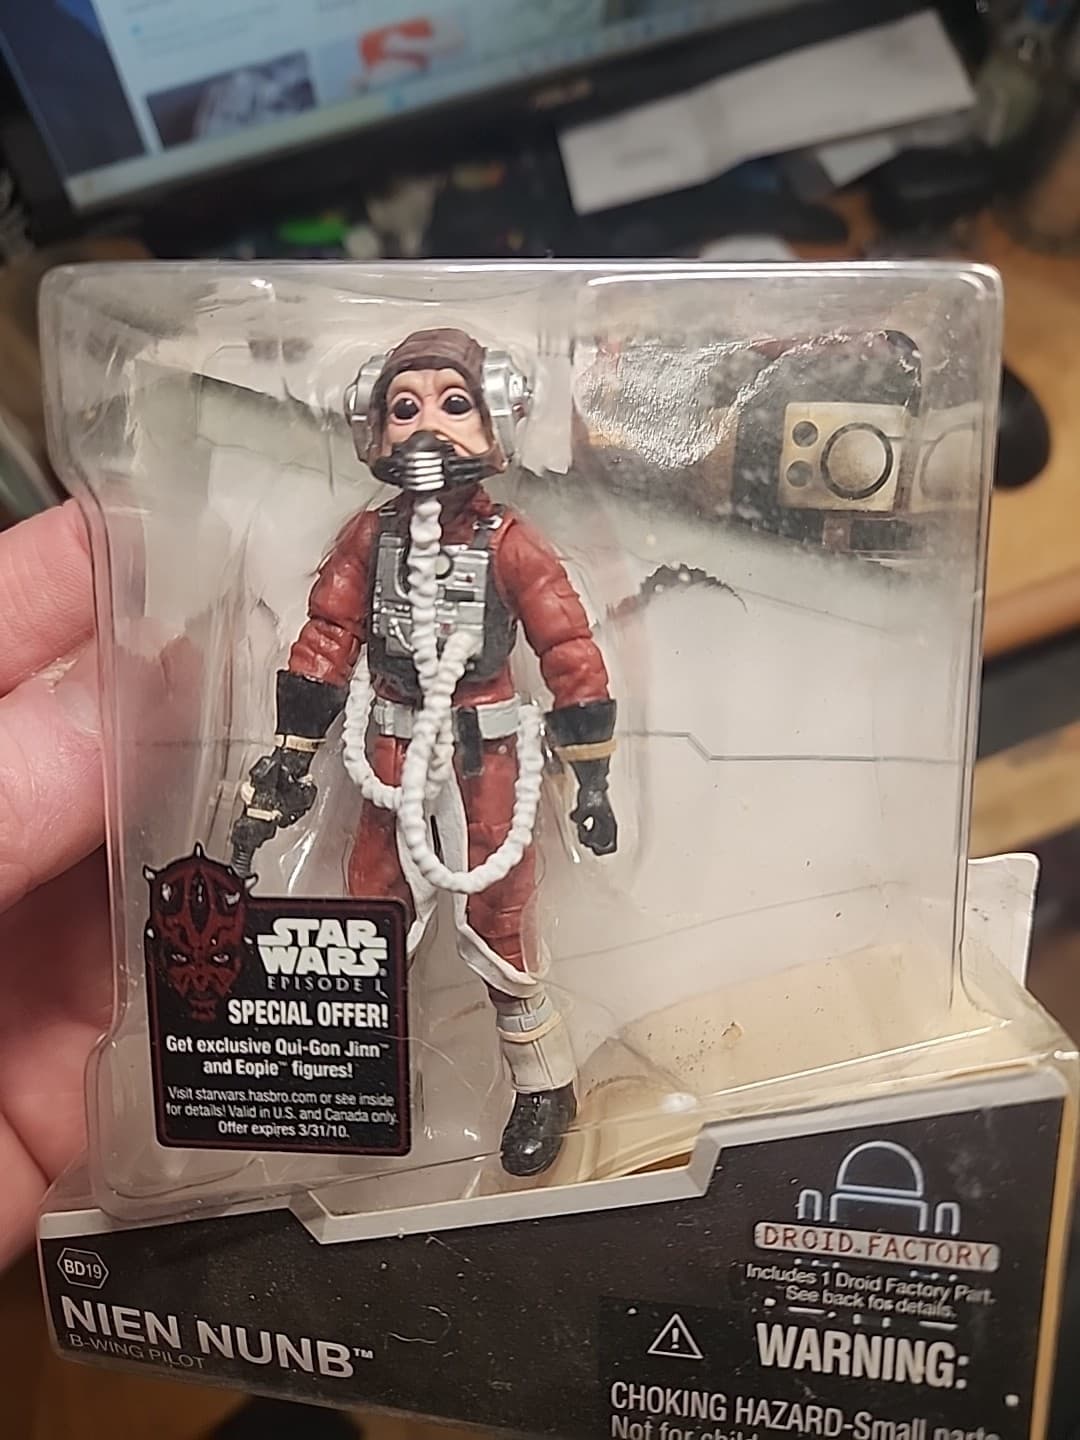 STAR
WARS
EPISODE I
SPECIAL OFFER!
Get exclusive Qui-Gon Jinn™
and Eopie™ figures!
Visit starwars.hasbro.com or see inside
for details! Valid in U.S. and Canada only.
Offer expires 3/31/10.
DROID FACTORY
Includes 1 Droid Factory Part.
See back for details.
BD19
NIEN NUNB™
B-WING PILOT
WARNING:
CHOKING HAZARD-Small parts
Not for